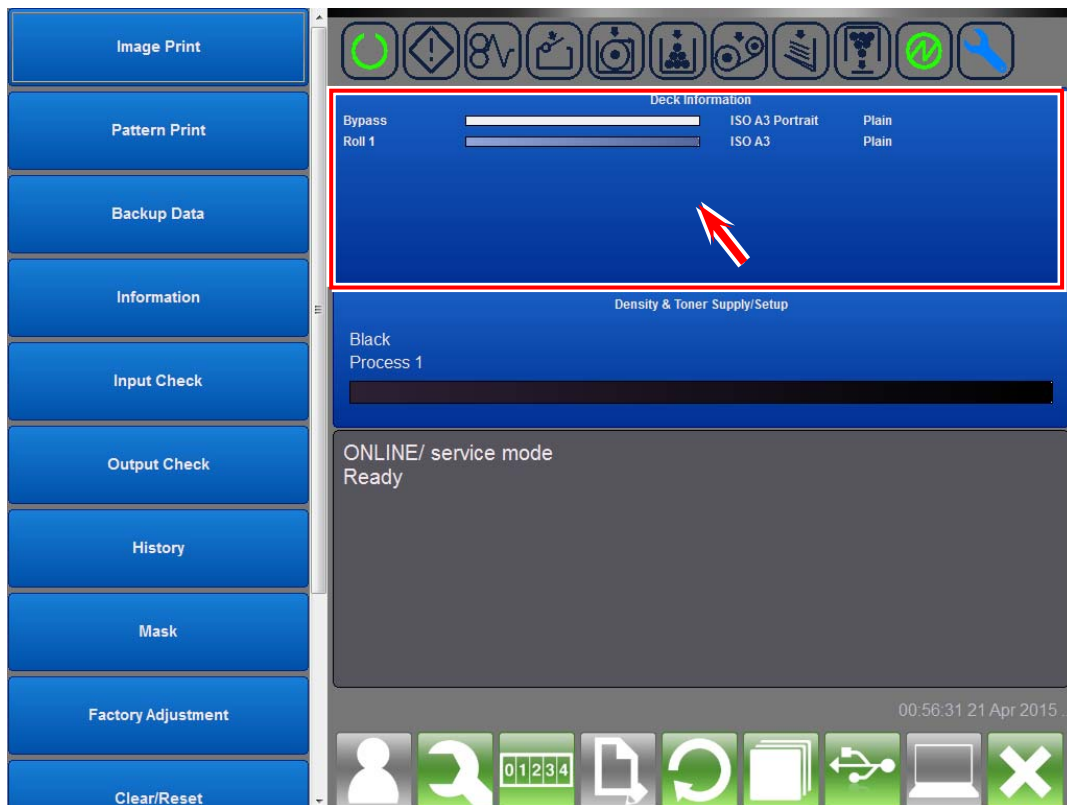 Image Print
Pattern Print
Backup Data
Information
Input Check
Output Check
History
Mask
Factory Adjustment
Clear/Reset
Deck Information
Bypass ISO A3 Portrait Plain
Roll 1 ISO A3 Plain
Density & Toner Supply/Setup
Black
Process 1
ONLINE/ service mode
Ready
00:56:31 21 Apr 2015
01234